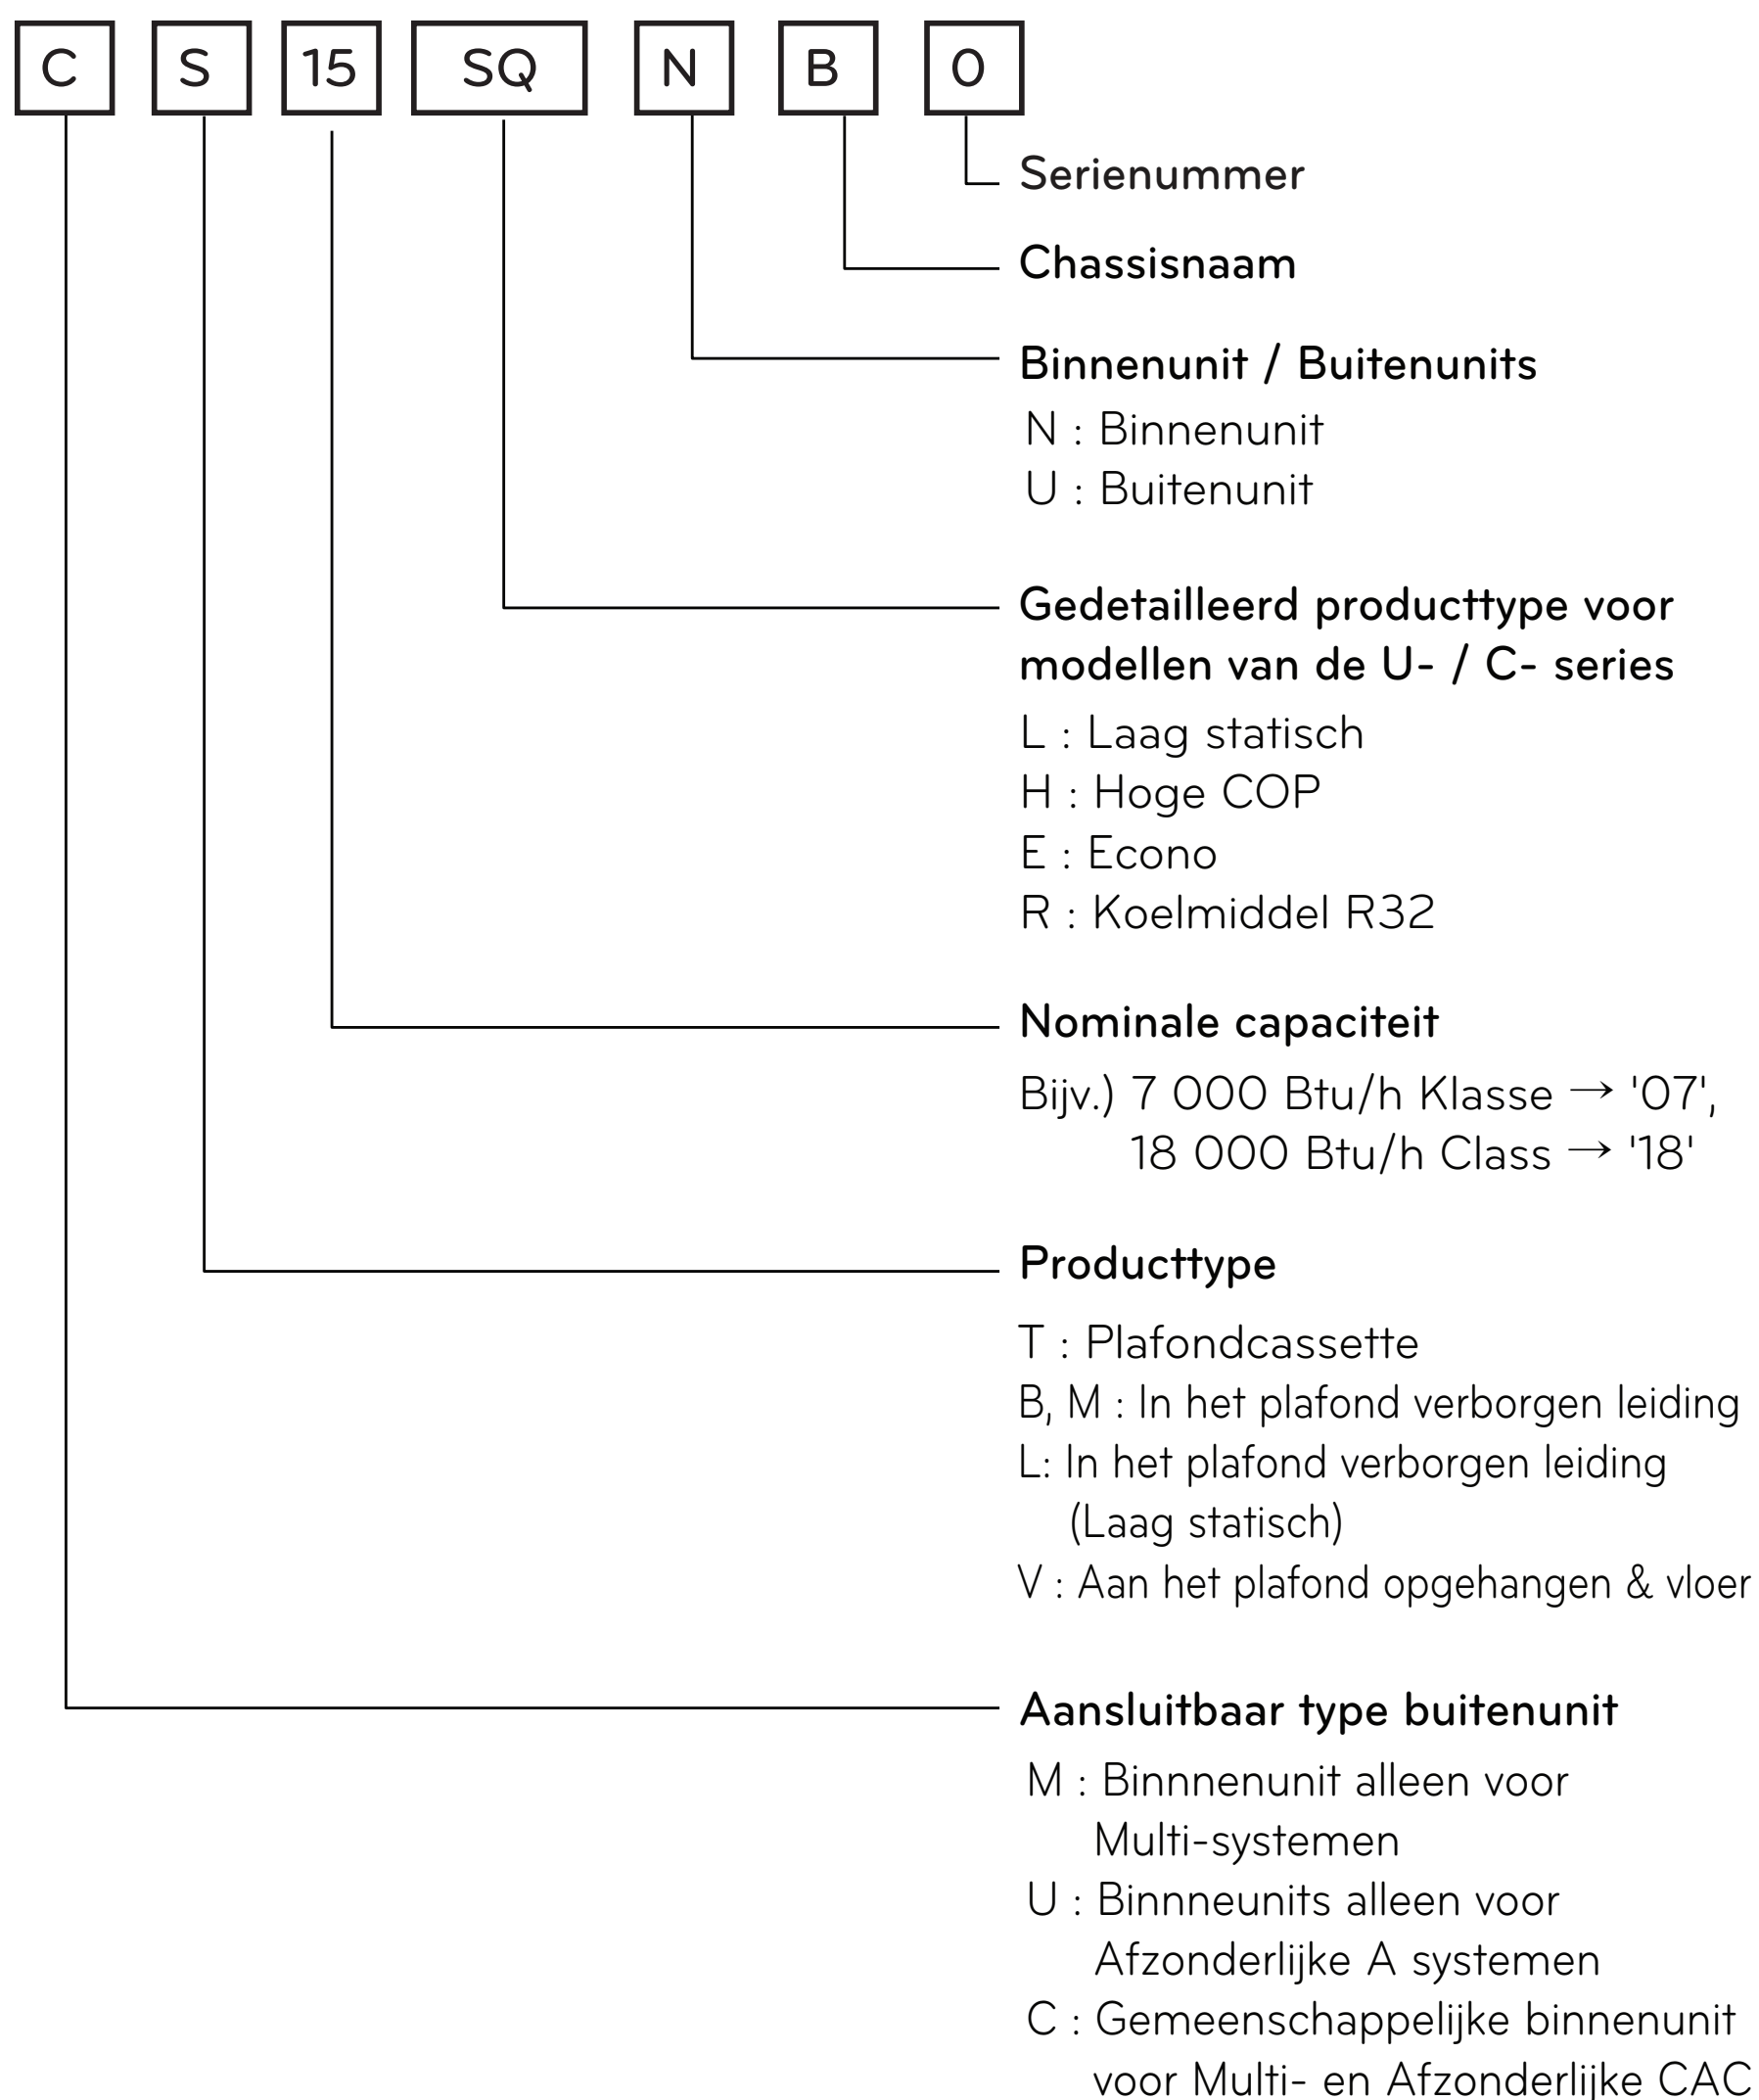 C S 15 SQ N B 0
Serienummer
Chassisnaam
Binnenunit / Buitenunits
N : Binnenunit
U : Buitenunit
Gedetailleerd producttype voor
modellen van de U- / C- series
L : Laag statisch
H : Hoge COP
E : Econo
R : Koelmiddel R32
Nominale capaciteit
Bijv.) 7 000 Btu/h Klasse → '07',
18 000 Btu/h Class → '18'
Producttype
T : Plafondcassette
B, M : In het plafond verborgen leiding
L: In het plafond verborgen leiding
(Laag statisch)
V : Aan het plafond opgehangen & vloer
Aansluitbaar type buitenunit
M : Binnnenunit alleen voor
Multi-systemen
U : Binnneunits alleen voor
Afzonderlijke A systemen
C : Gemeenschappelijke binnenunit
voor Multi- en Afzonderlijke CAC